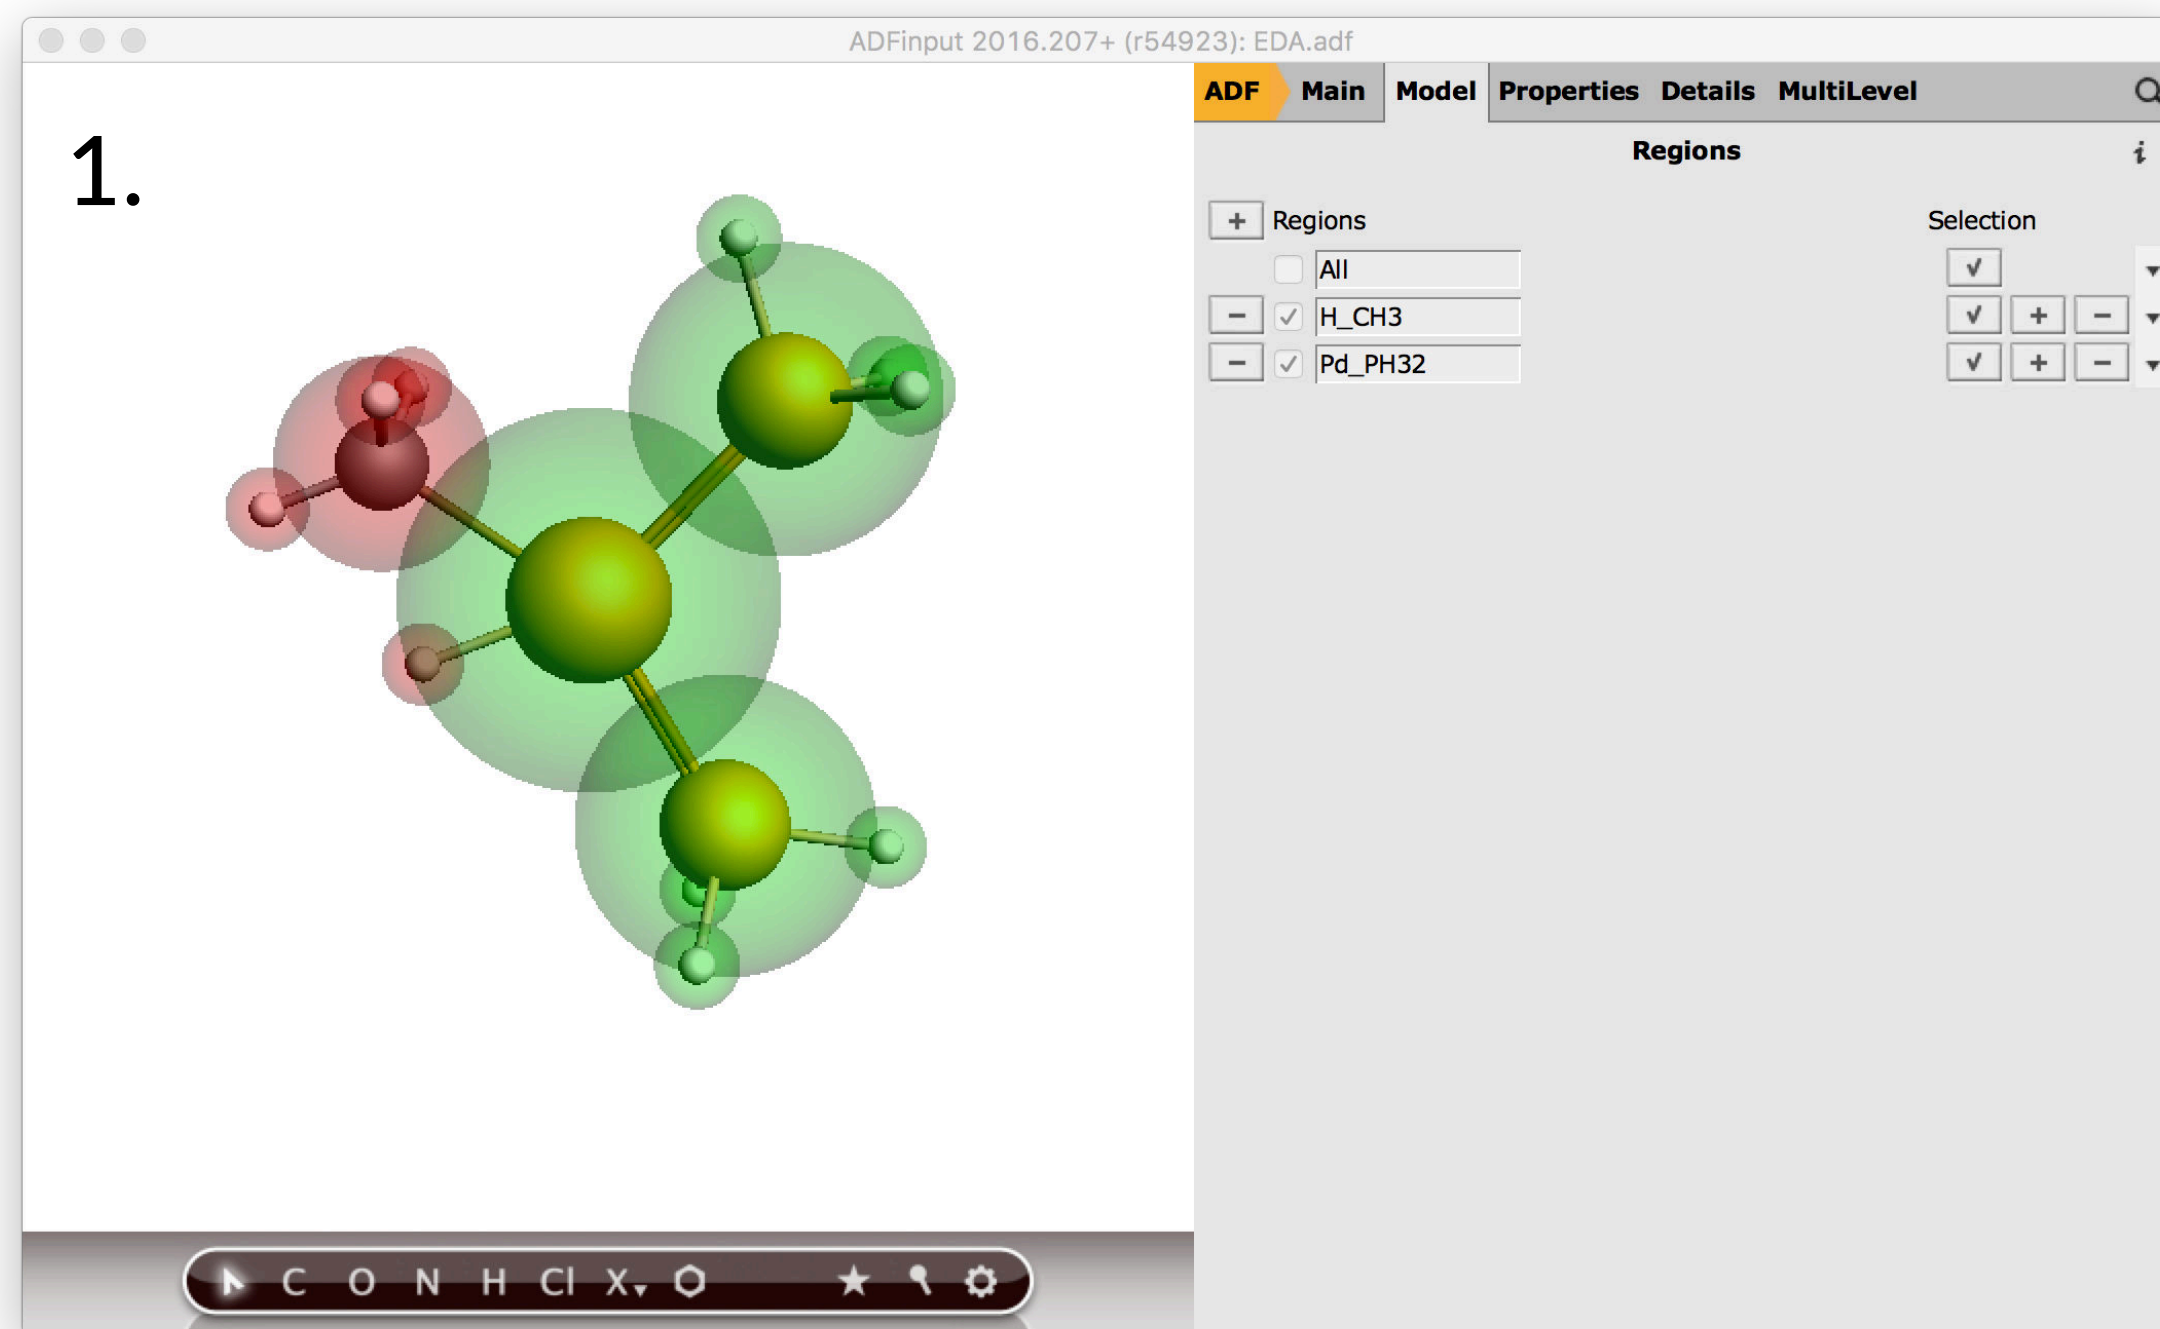 ADFinput 2016.207+ (r54923): EDA.adf
ADF Main Model Properties Details MultiLevel
Regions
1.
Regions Selection
All
H_CH3
Pd_PH32
C O N H Cl X